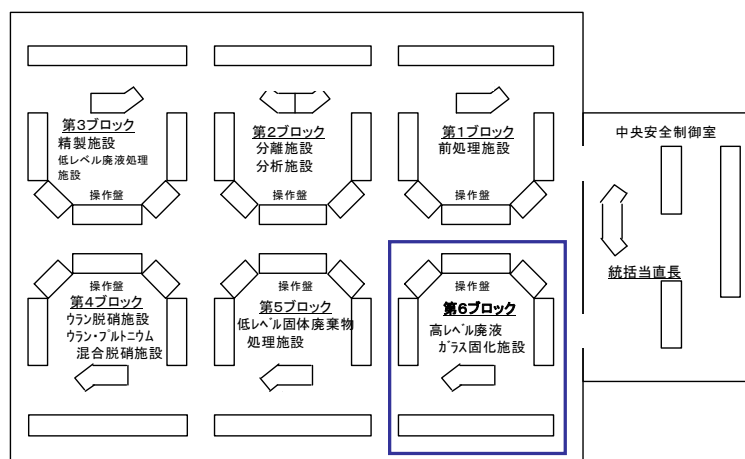 第3ブロック
精製施設
低レベル廃液処理
施設
操作盤
第2ブロック
分離施設
分析施設
操作盤
第1ブロック
前処理施設
操作盤
中央安全制御室
統括当直長
操作盤
第4ブロック
ウラン脱硝施設
ウラン・プルトニウム
混合脱硝施設
操作盤
第5ブロック
低レベル固体廃棄物
処理施設
操作盤
第6ブロック
高レベル廃液
ガラス固化施設